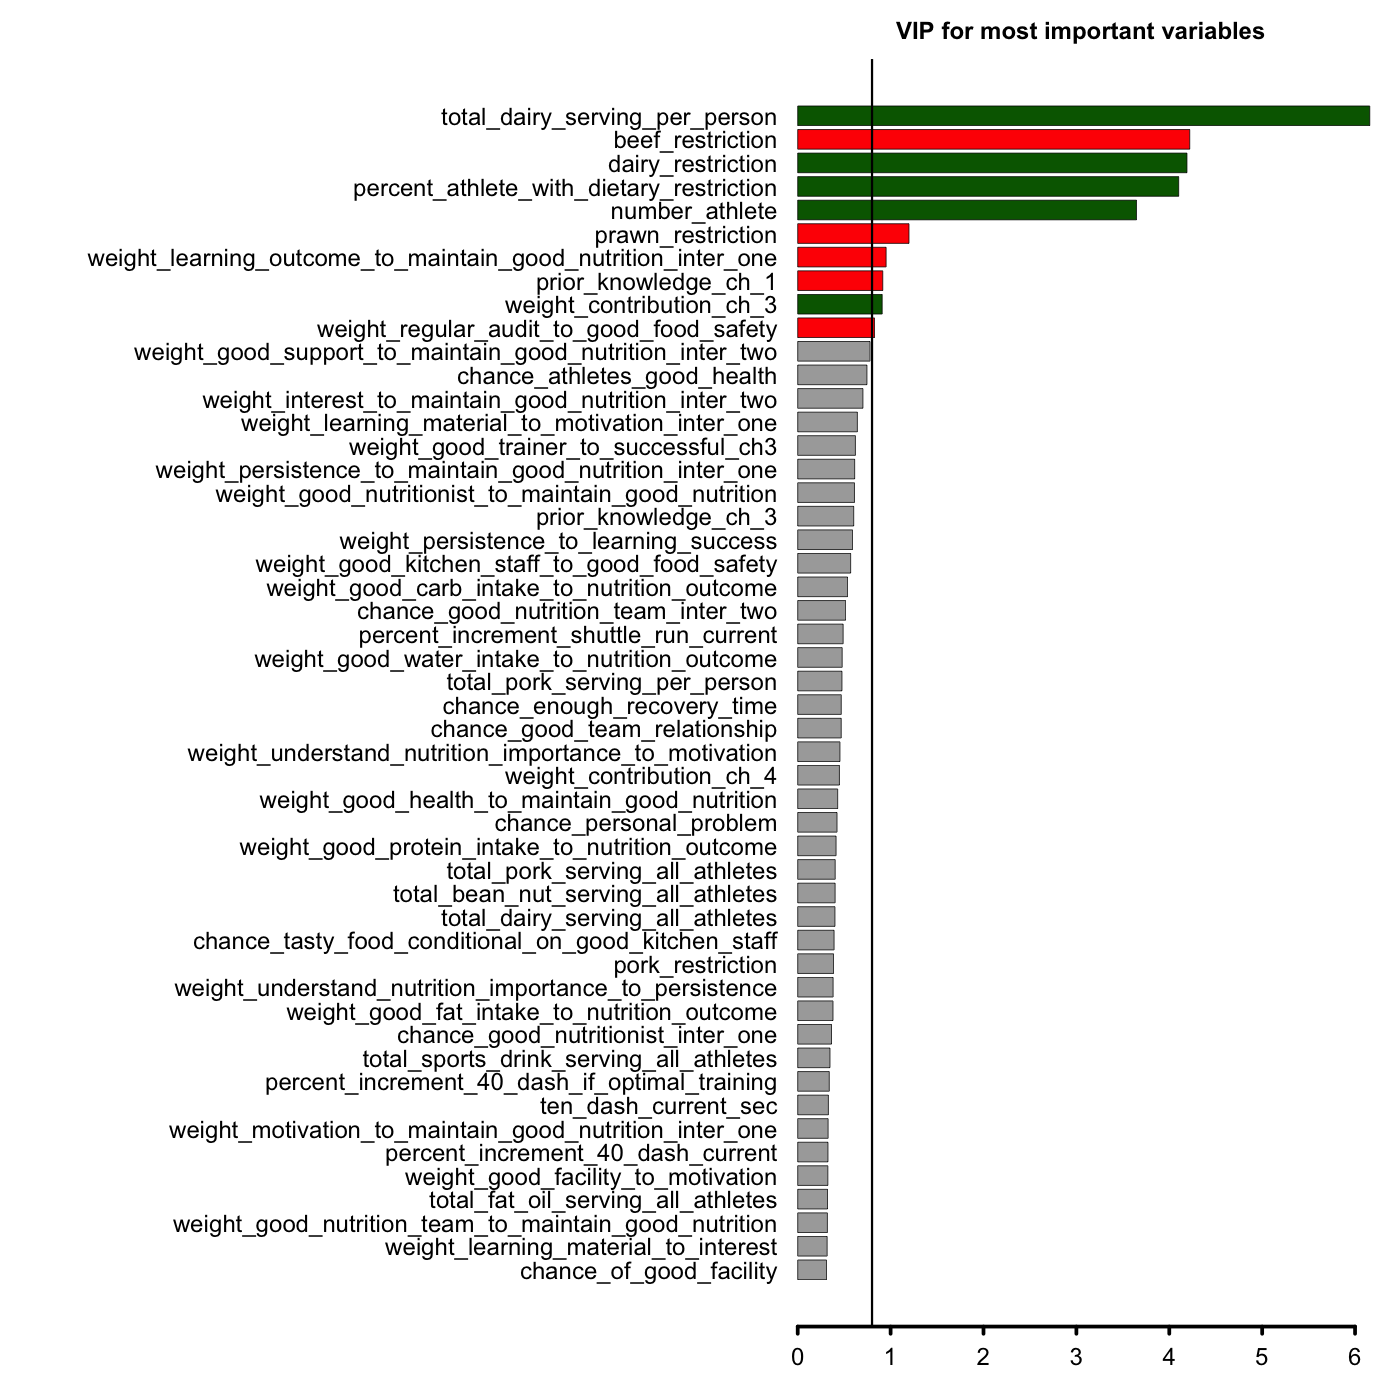 VIP for most important variables
total_dairy_serving_per_person
beef_restriction
dairy_restriction
percent_athlete_with_dietary_restriction
number_athlete
prawn_restriction
weight_learning_outcome_to_maintain_good_nutrition_inter_one
prior_knowledge_ch_1
weight_contribution_ch_3
weight_regular_audit_to_good_food_safety
weight_good_support_to_maintain_good_nutrition_inter_two
chance_athletes_good_health
weight_interest_to_maintain_good_nutrition_inter_two
weight_learning_material_to_motivation_inter_one
weight_good_trainer_to_successful_ch3
weight_persistence_to_maintain_good_nutrition_inter_one
weight_good_nutritionist_to_maintain_good_nutrition
prior_knowledge_ch_3
weight_persistence_to_learning_success
weight_good_kitchen_staff_to_good_food_safety
weight_good_carb_intake_to_nutrition_outcome
chance_good_nutrition_team_inter_two
percent_increment_shuttle_run_current
weight_good_water_intake_to_nutrition_outcome
total_pork_serving_per_person
chance_enough_recovery_time
chance_good_team_relationship
weight_understand_nutrition_importance_to_motivation
weight_contribution_ch_4
weight_good_health_to_maintain_good_nutrition
chance_personal_problem
weight_good_protein_intake_to_nutrition_outcome
total_pork_serving_all_athletes
total_bean_nut_serving_all_athletes
total_dairy_serving_all_athletes
chance_tasty_food_conditional_on_good_kitchen_staff
pork_restriction
weight_understand_nutrition_importance_to_persistence
weight_good_fat_intake_to_nutrition_outcome
chance_good_nutritionist_inter_one
total_sports_drink_serving_all_athletes
percent_increment_40_dash_if_optimal_training
ten_dash_current_sec
weight_motivation_to_maintain_good_nutrition_inter_one
percent_increment_40_dash_current
weight_good_facility_to_motivation
total_fat_oil_serving_all_athletes
weight_good_nutrition_team_to_maintain_good_nutrition
weight_learning_material_to_interest
chance_of_good_facility
0 1 2 3 4 5 6